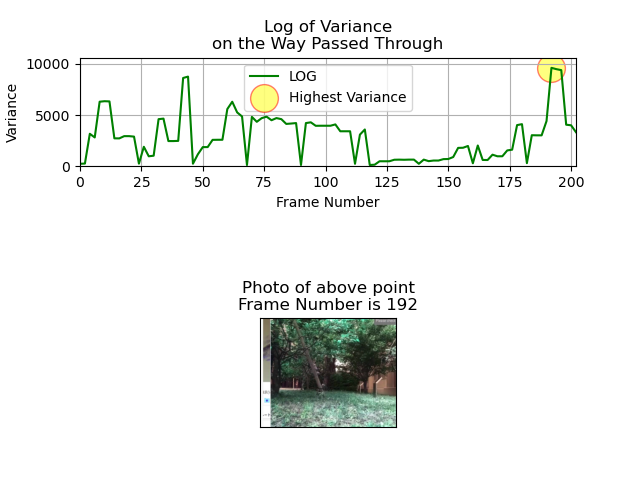 Log of Variance
on the Way Passed Through
10000
5000
0
Variance
LOG
Highest Variance
0 25 50 75 100 125 150 175 200
Frame Number
Photo of above point
Frame Number is 192